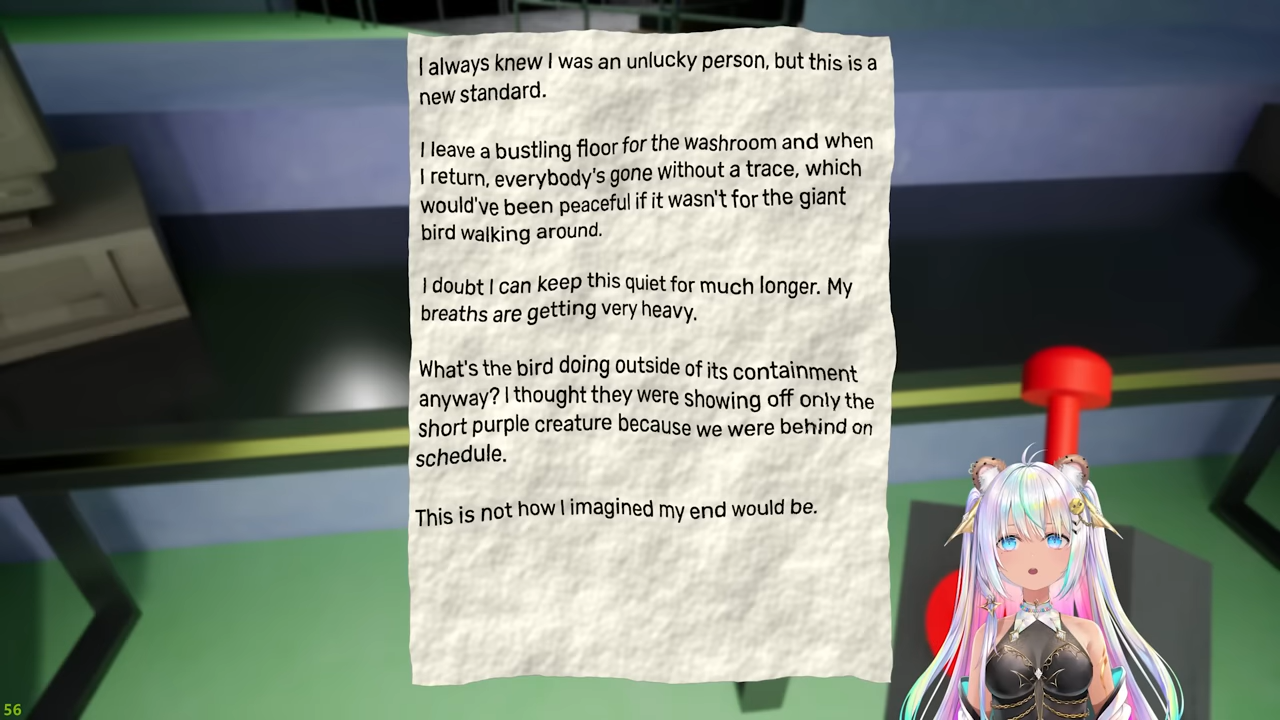 I always knew I was an unlucky person, but this is a
new standard.
I leave a bustling floor for the washroom and when
I return, everybody's gone without a trace, which
would've been peaceful if it wasn't for the giant
bird walking around.
I doubt I can keep this quiet for much longer. My
breaths are getting very heavy.
What's the bird doing outside of its containment
anyway? I thought they were showing off only the
short purple creature because we were behind on
schedule.
This is not how I imagined my end would be.
56